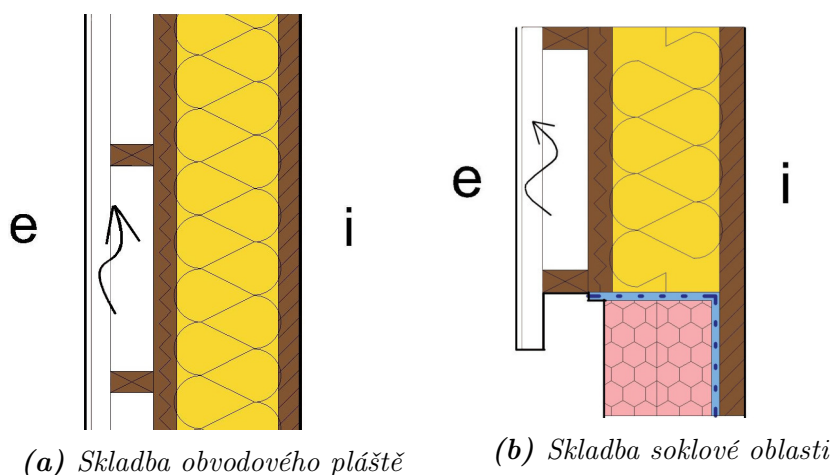 e
i
(a) Skladba obvodového pláště
e
i
(b) Skladba soklové oblasti